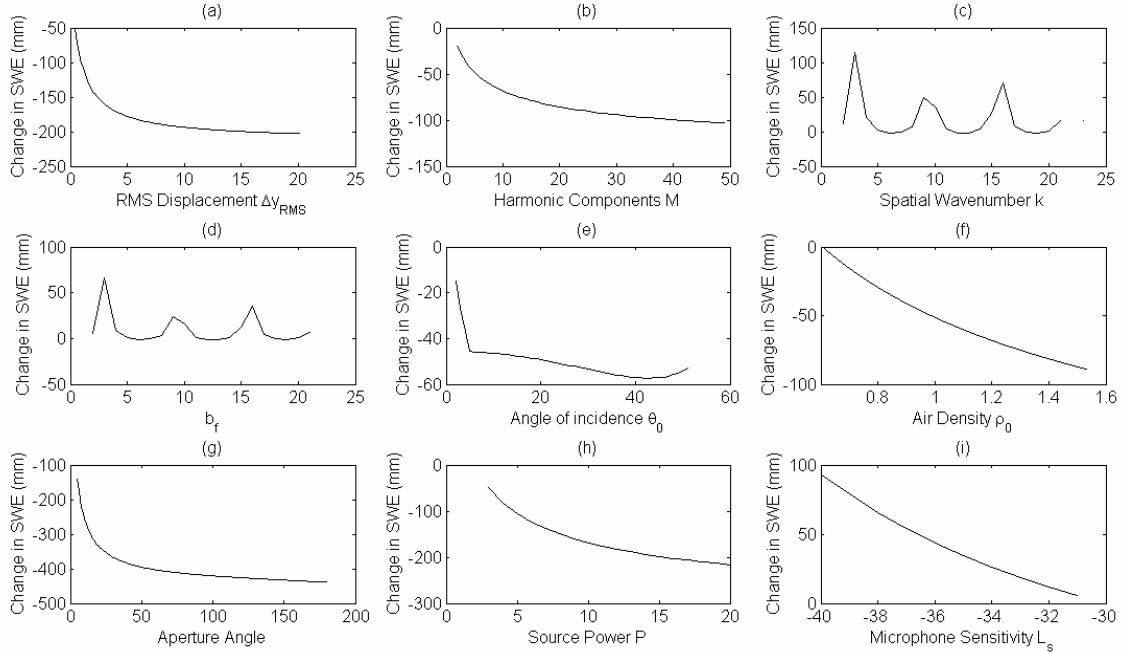 (a)
Change in SWE (mm)
-50
-100
-150
-200
-250
0 5 10 15 20 25
RMS Displacement Δy_RMS
(b)
Change in SWE (mm)
0
-50
-100
-150
0 10 20 30 40 50
Harmonic Components M
(c)
Change in SWE (mm)
150
100
50
0
-50
0 5 10 15 20 25
Spatial Wavenumber k
(d)
Change in SWE (mm)
100
50
0
50
0 5 10 15 20 25
b_f
(e)
Change in SWE (mm)
0
-20
-40
-60
0 20 40 60
Angle of incidence θ_0
(f)
Change in SWE (mm)
0
-50
-100
0.8 1 1.2 1.4 1.6
Air Density ρ_0
(g)
Change in SWE (mm)
-100
-200
-300
-400
-500
0 50 100 150 200
Aperture Angle
(h)
Change in SWE (mm)
0
-100
-200
-300
0 5 10 15 20
Source Power P
(i)
Change in SWE (mm)
100
50
0
-40 -38 -36 -34 -32 -30
Microphone Sensitivity L_s